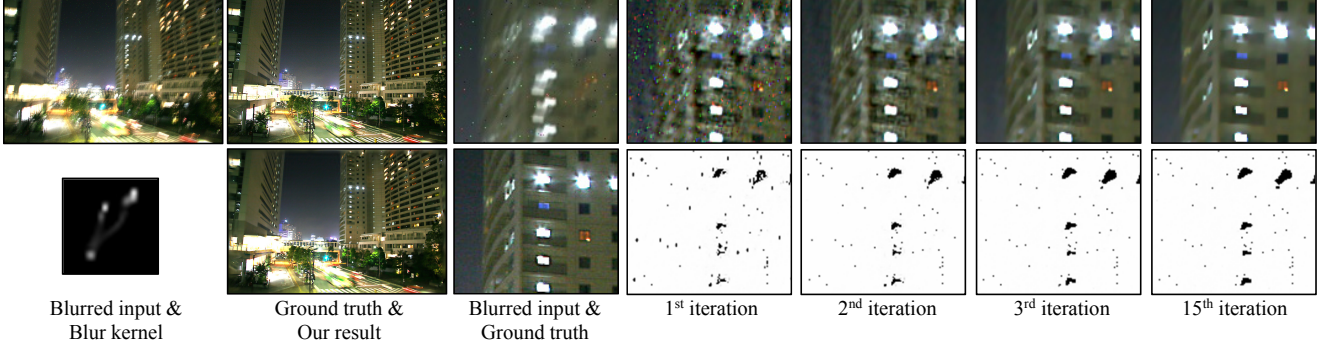 Blurred input &
Blur kernel
Ground truth &
Our result
Blurred input &
Ground truth
1st iteration
2nd iteration
3rd iteration
15th iteration